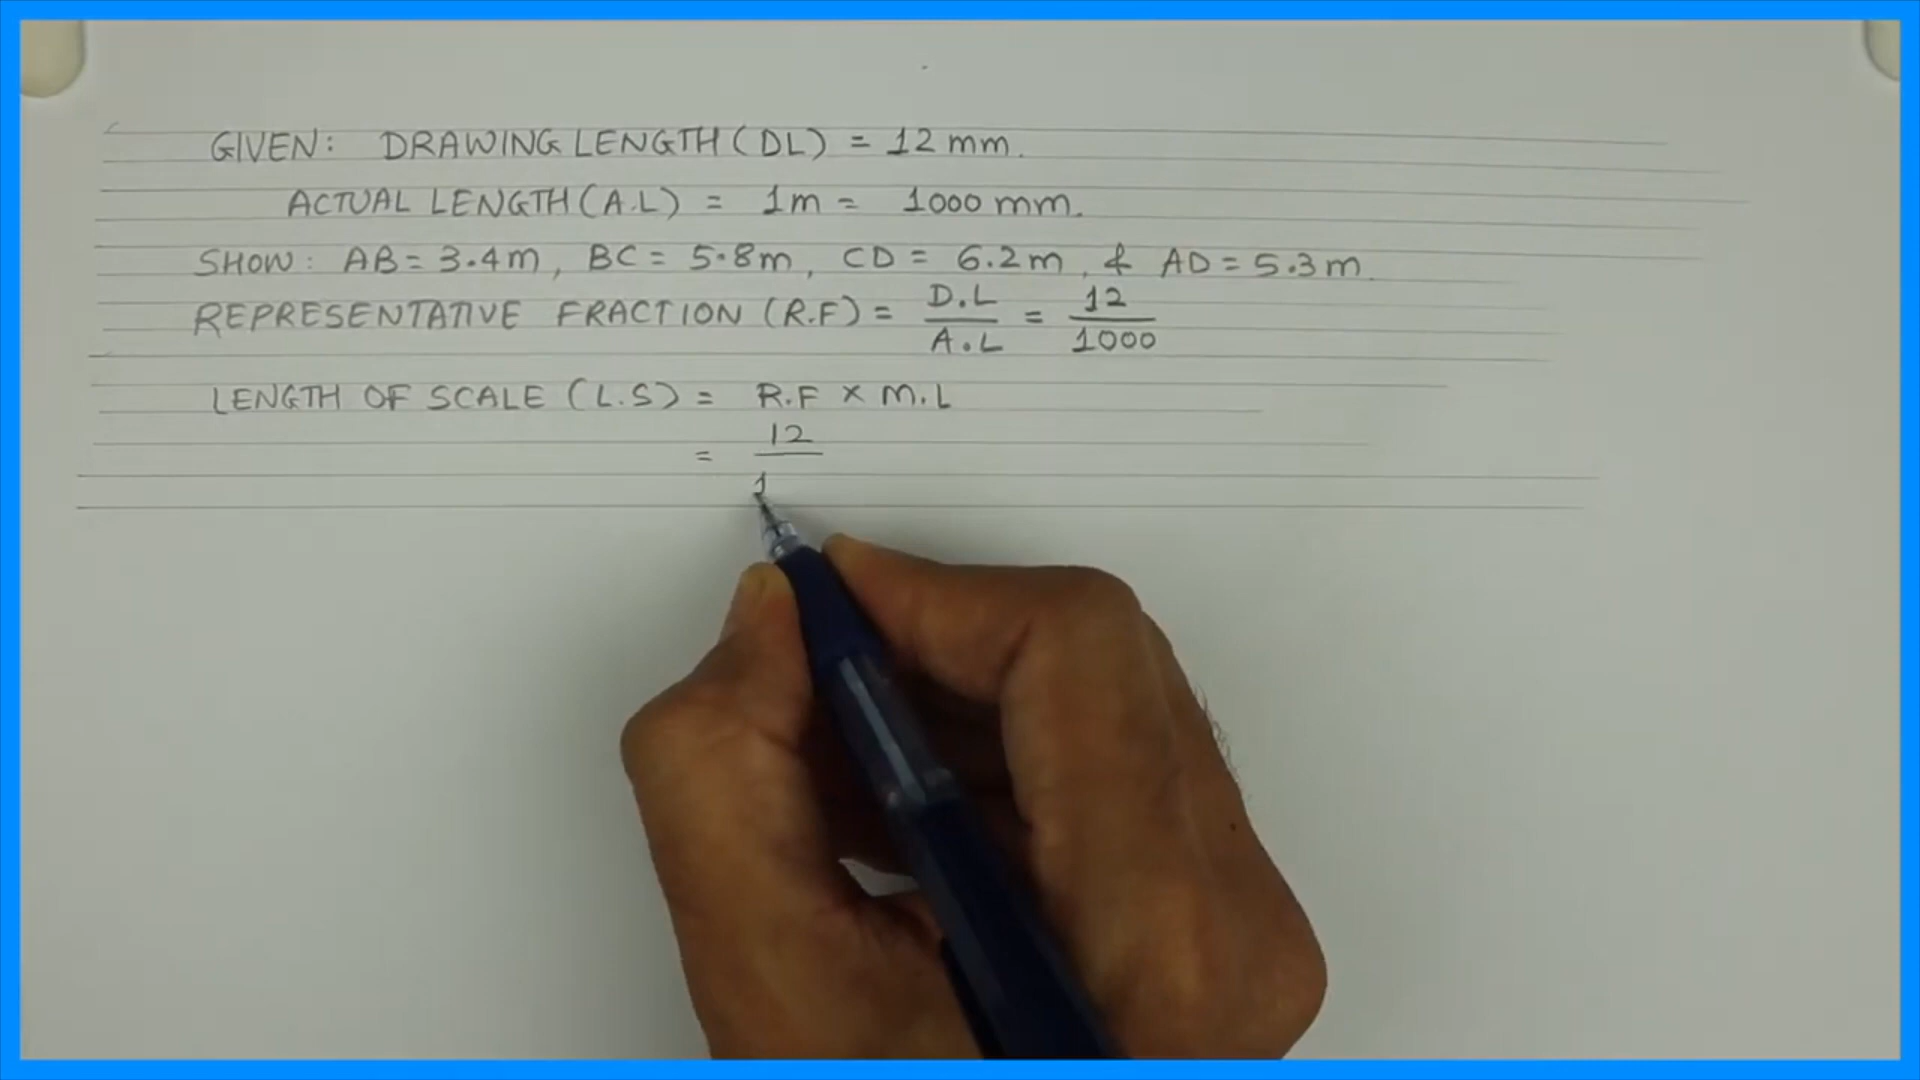 GIVEN: DRAWING LENGTH (DL) = 12 mm.
ACTUAL LENGTH (A.L) = 1m = 1000 mm.
SHOW: AB = 3.4m, BC = 5.8m, CD = 6.2m, & AD = 5.3m.
REPRESENTATIVE FRACTION (R.F) = D.L / A.L = 12 / 1000
LENGTH OF SCALE (L.S) = R.F × M.L
= 12 / 1